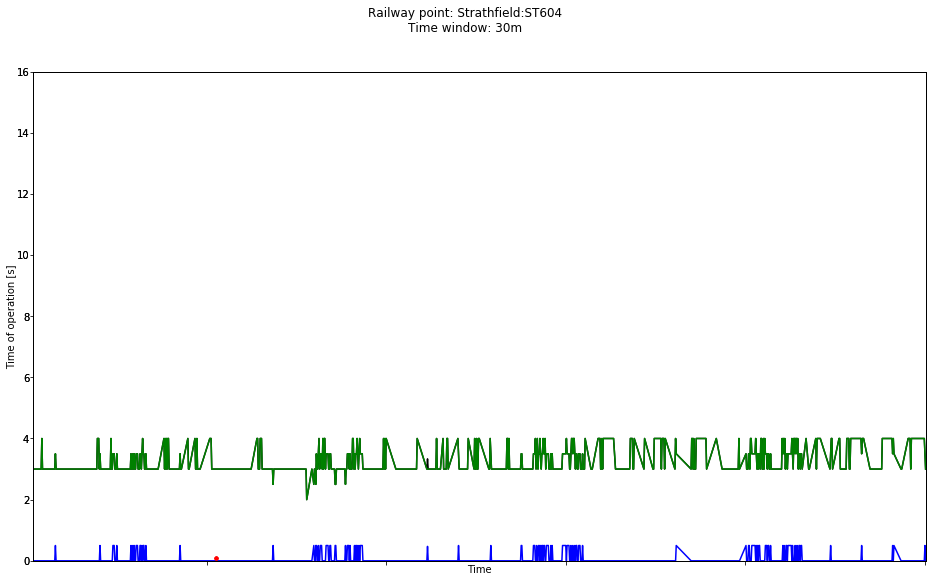 Railway point: Strathfield:ST604
Time window: 30m
16
14
12
10
8
6
4
2
0
Time of operation [s]
Time